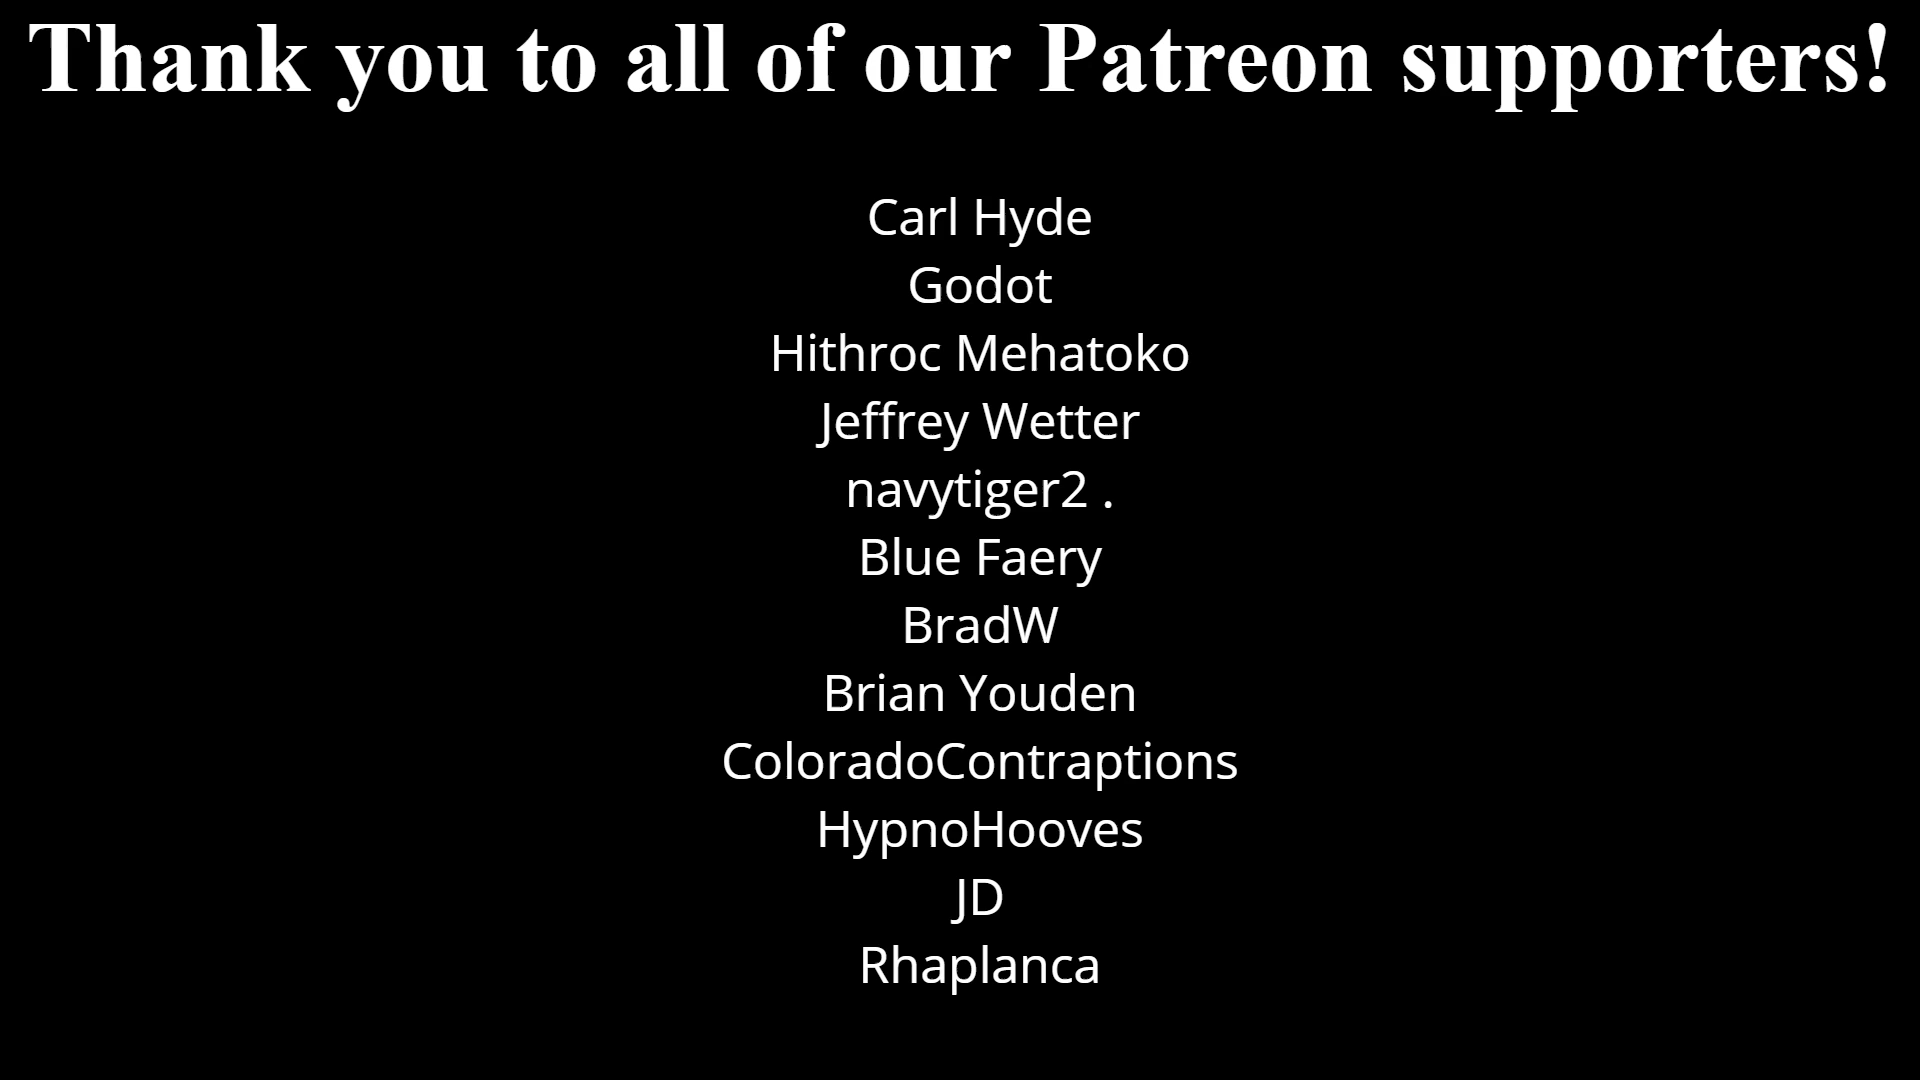 Thank you to all of our Patreon supporters!
Carl Hyde
Godot
Hithroc Mehatoko
Jeffrey Wetter
navytiger2 .
Blue Faery
BradW
Brian Youden
ColoradoContraptions
HypnoHooves
JD
Rhaplanca